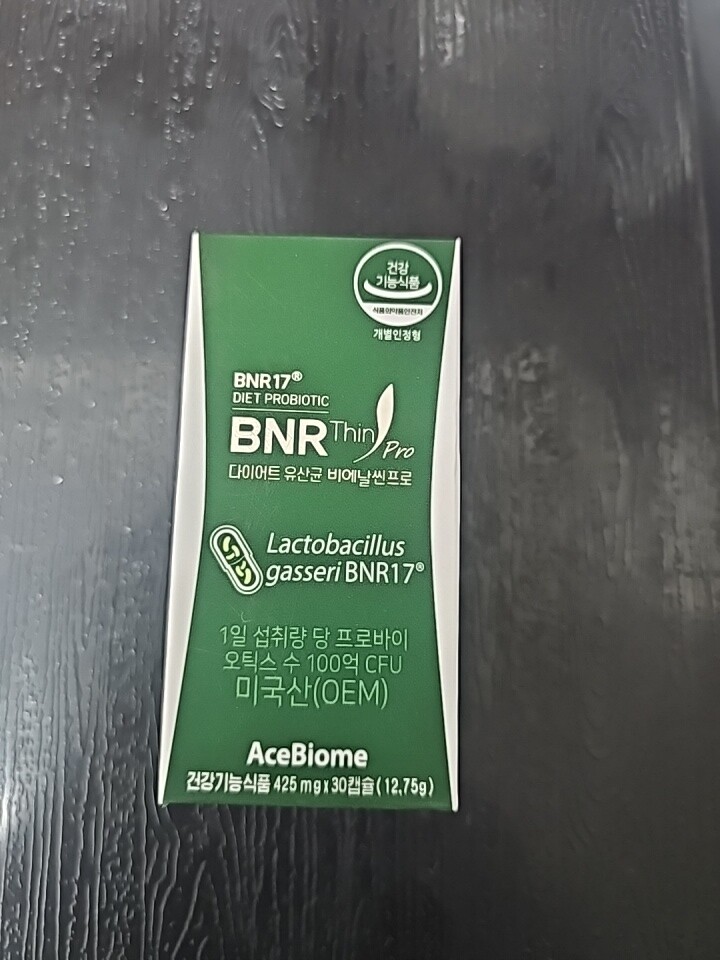 건강
기능식품
식품의약품안전처
개별인정형
BNR17®
DIET PROBIOTIC
BNR Thin Pro
다이어트 유산균 비에날씬프로
Lactobacillus
gasseri BNR17®
1일 섭취량 당 프로바이
오틱스 수 100억 CFU
미국산(OEM)
AceBiome
건강기능식품 425 mg x 30캡슐(12.75g)